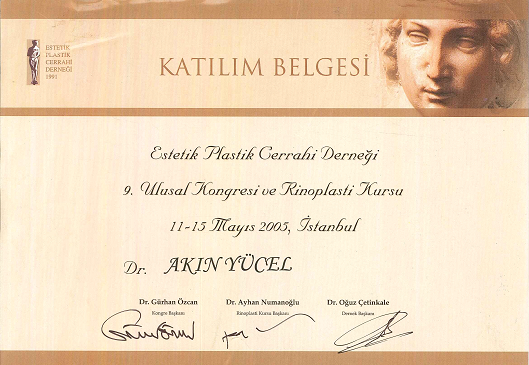 ESTETİK
PLASTİK
CERRAHİ
DERNEĞİ
1991
KATILIM BELGESİ
Estetik Plastik Cerrahi Derneği
9. Ulusal Kongresi ve Rinoplasti Kursu
11-15 Mayıs 2005, İstanbul
Dr. AKIN YÜCEL
Dr. Gürhan Özcan Dr. Ayhan Numanoğlu Dr. Oğuz Çetinkale
Kongre Başkanı Rinoplasti Kursu Başkanı Dernek Başkanı